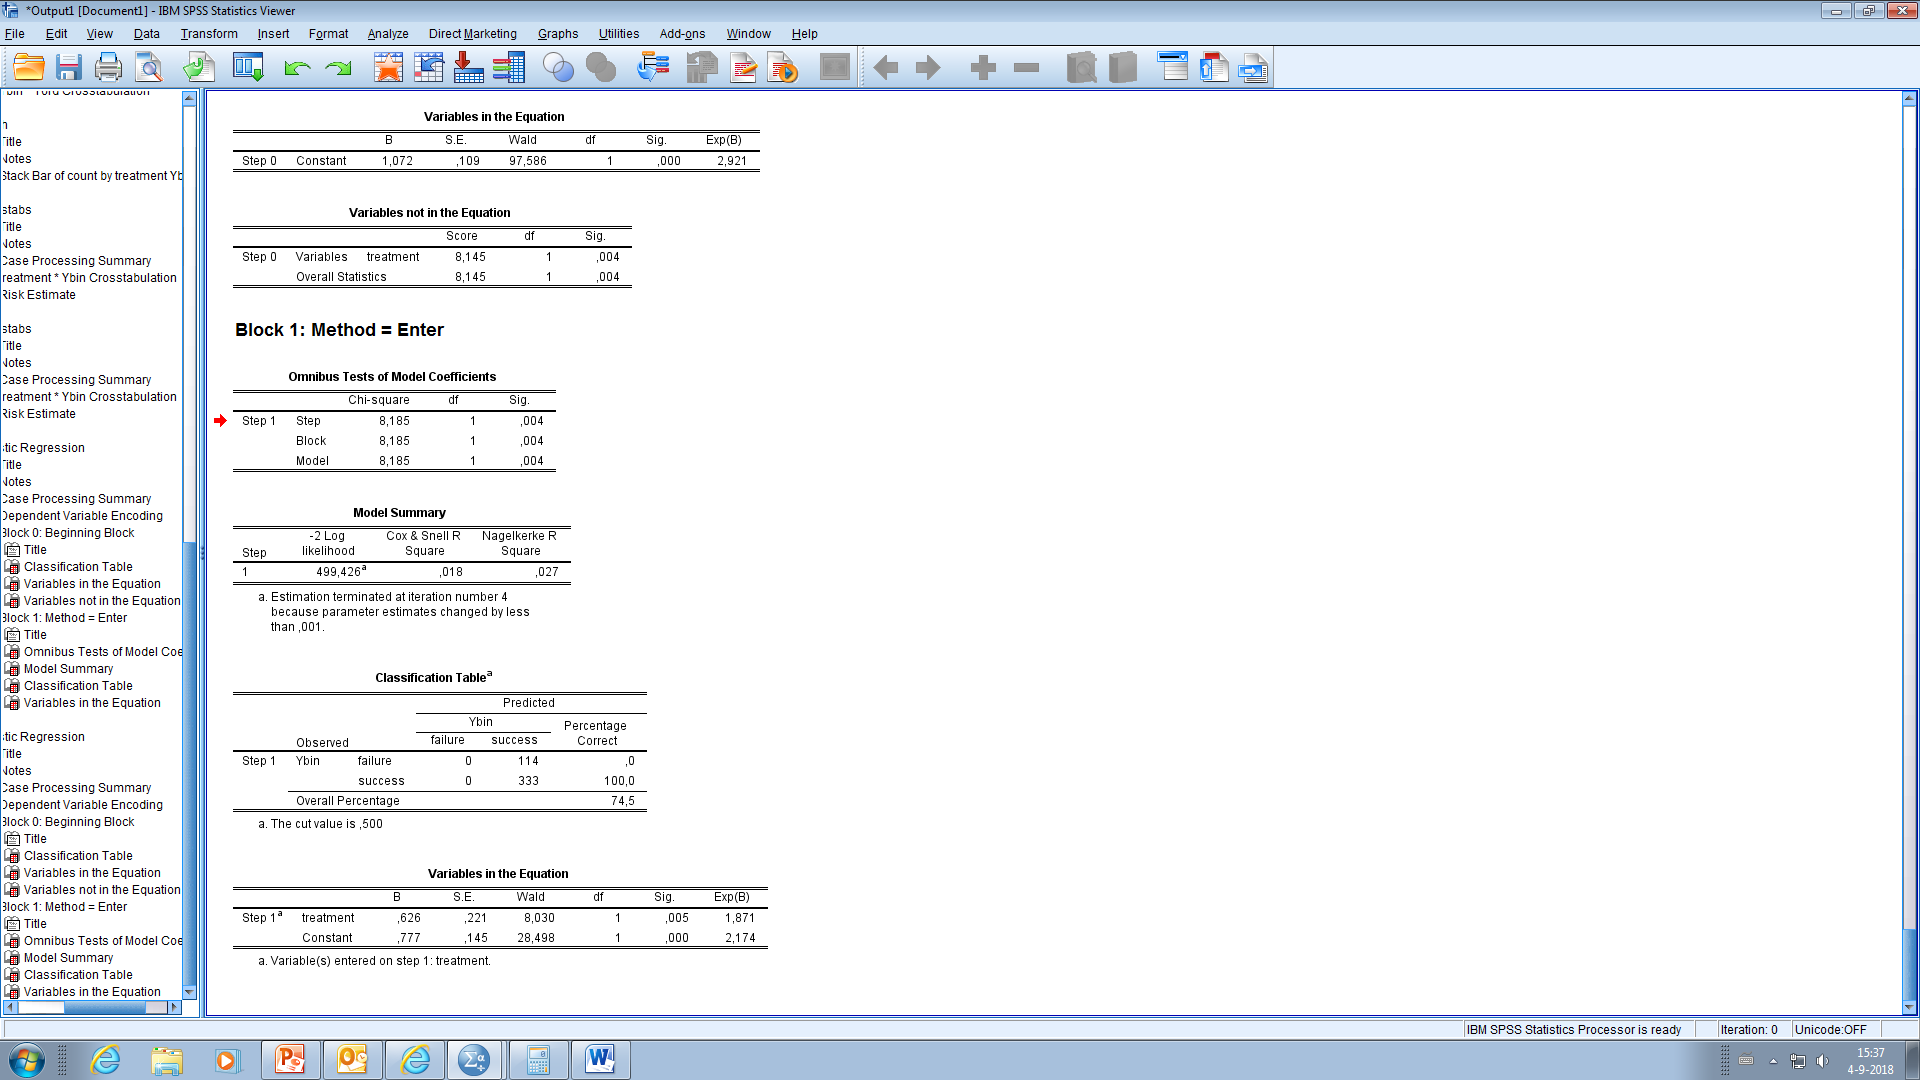 *Output1 [Document1] - IBM SPSS Statistics Viewer
File Edit View Data Transform Insert Format Analyze Direct Marketing Graphs Utilities Add-ons Window Help
Crosstabulation
n
Title
Notes
Stack Bar of count by treatment Yb
stabs
Title
Notes
Case Processing Summary
reatment * Ybin Crosstabulation
Risk Estimate
stabs
Title
Notes
Case Processing Summary
reatment * Ybin Crosstabulation
Risk Estimate
stic Regression
Title
Notes
Case Processing Summary
Dependent Variable Encoding
Block 0: Beginning Block
Title
Classification Table
Variables in the Equation
Variables not in the Equation
Block 1: Method = Enter
Title
Omnibus Tests of Model Coe
Model Summary
Classification Table
Variables in the Equation
stic Regression
Title
Notes
Case Processing Summary
Dependent Variable Encoding
Block 0: Beginning Block
Title
Classification Table
Variables in the Equation
Variables not in the Equation
Block 1: Method = Enter
Title
Omnibus Tests of Model Coe
Model Summary
Classification Table
Variables in the Equation
Variables in the Equation
B S.E. Wald df Sig. Exp(B)
Step 0 Constant 1,072 ,109 97,586 1 ,000 2,921
Variables not in the Equation
Score df Sig.
Step 0 Variables treatment 8,145 1 ,004
Overall Statistics 8,145 1 ,004
Block 1: Method = Enter
Omnibus Tests of Model Coefficients
Chi-square df Sig.
Step 1 Step 8,185 1 ,004
Block 8,185 1 ,004
Model 8,185 1 ,004
Model Summary
Step -2 Log likelihood Cox & Snell R Square Nagelkerke R Square
1 499,426a ,018 ,027
a. Estimation terminated at iteration number 4
because parameter estimates changed by less
than ,001.
Classification Tablea
Predicted
Ybin Percentage Correct
Observed failure success
Step 1 Ybin failure 0 114 ,0
success 0 333 100,0
Overall Percentage 74,5
a. The cut value is ,500
Variables in the Equation
B S.E. Wald df Sig. Exp(B)
Step 1a treatment ,626 ,221 8,030 1 ,005 1,871
Constant ,777 ,145 28,498 1 ,000 2,174
a. Variable(s) entered on step 1: treatment.
IBM SPSS Statistics Processor is ready Iteration: 0 Unicode:OFF
15:37
4-9-2018